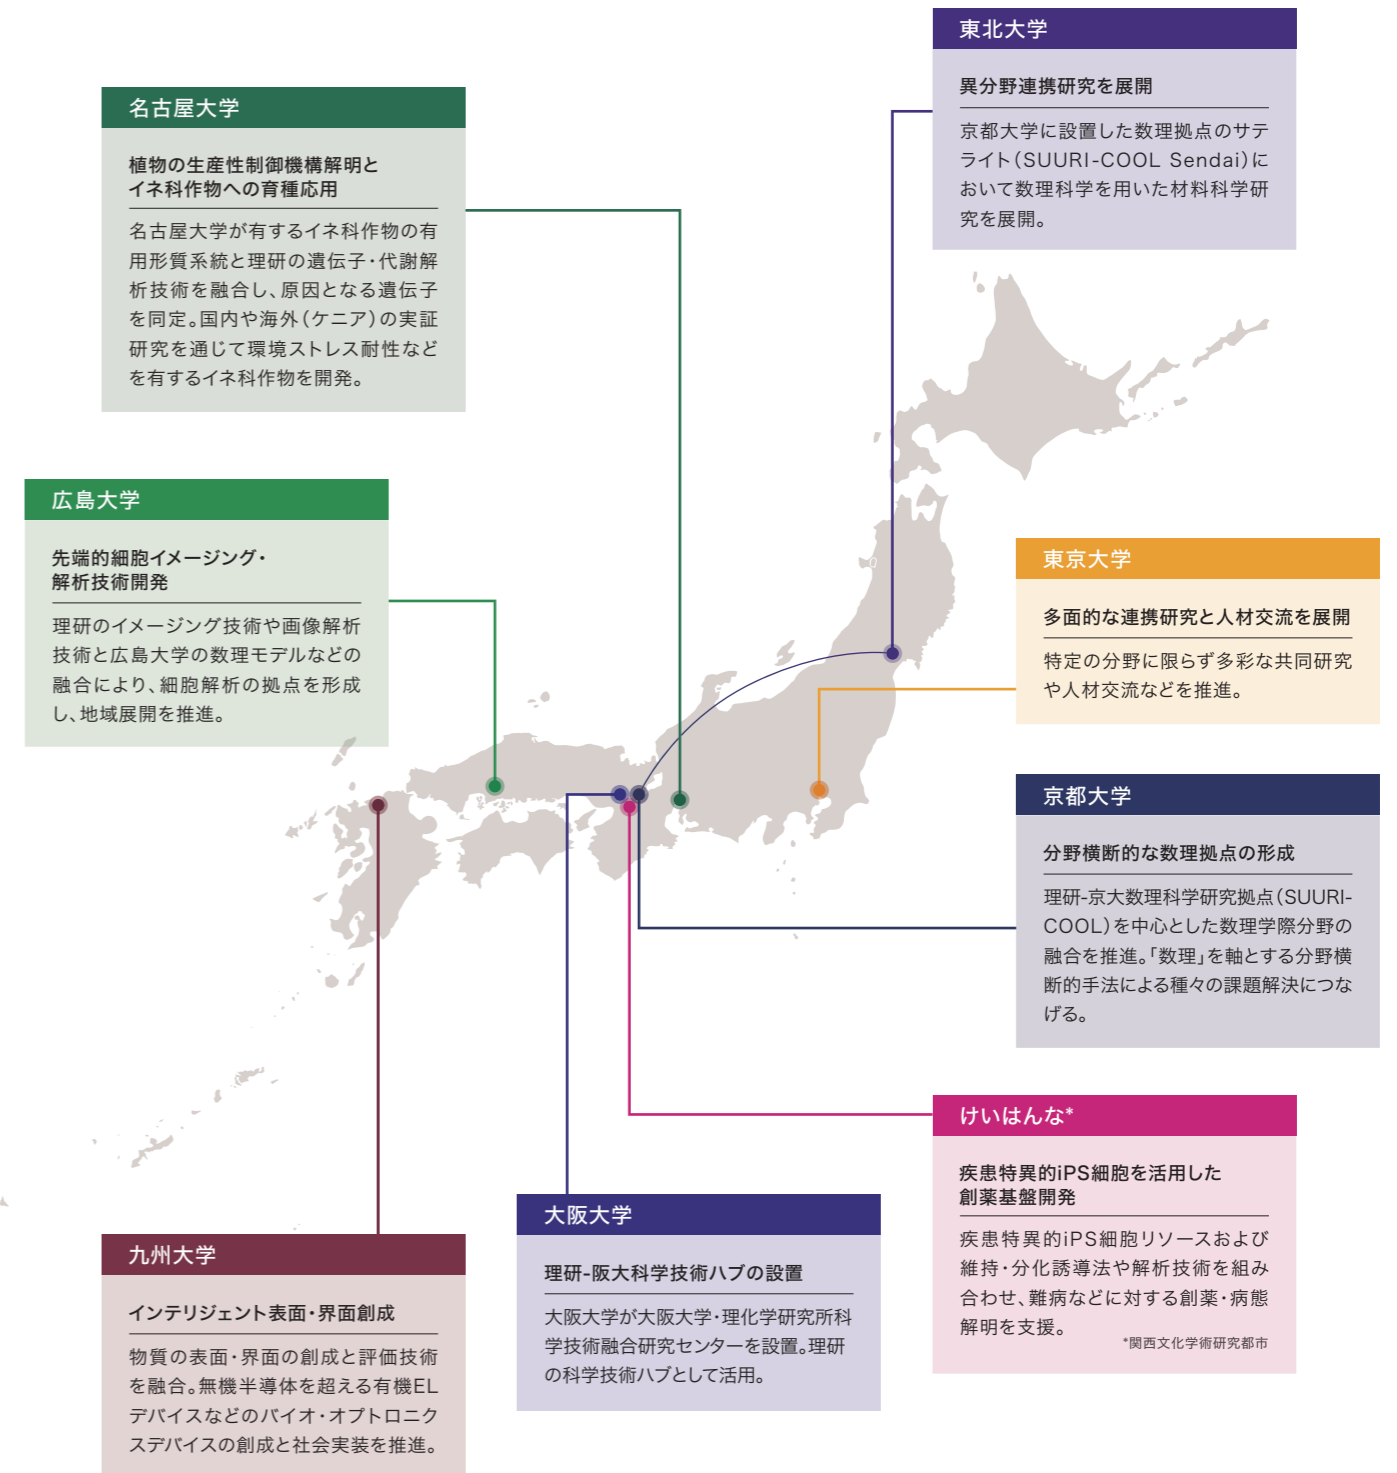 東北大学
異分野連携研究を展開
京都大学に設置した数理拠点のサテ
ライト（SUURI-COOL Sendai）に
おいて数理科学を用いた材料科学研
究を展開。
名古屋大学
植物の生産性制御機構解明と
イネ科作物への育種応用
名古屋大学が有するイネ科作物の有
用形質系統と理研の遺伝子・代謝解
析技術を融合し、原因となる遺伝子
を同定。国内や海外（ケニア）の実証
研究を通じて環境ストレス耐性など
を有するイネ科作物を開発。
広島大学
先端的細胞イメージング・
解析技術開発
理研のイメージング技術や画像解析
技術と広島大学の数理モデルなどの
融合により、細胞解析の拠点を形成
し、地域展開を推進。
東京大学
多面的な連携研究と人材交流を展開
特定の分野に限らず多彩な共同研究
や人材交流などを推進。
京都大学
分野横断的な数理拠点の形成
理研-京大数理科学研究拠点（SUURI-
COOL）を中心とした数理学際分野の
融合を推進。「数理」を軸とする分野横
断的手法による種々の課題解決につな
げる。
けいはんな*
疾患特異的iPS細胞を活用した
創薬基盤開発
疾患特異的iPS細胞リソースおよび
維持・分化誘導法や解析技術を組み
合わせ、難病などに対する創薬・病態
解明を支援。
*関西文化学術研究都市
大阪大学
理研-阪大科学技術ハブの設置
大阪大学が大阪大学・理化学研究所科
学技術融合研究センターを設置。理研
の科学技術ハブとして活用。
九州大学
インテリジェント表面・界面創成
物質の表面・界面の創成と評価技術
を融合。無機半導体を超える有機EL
デバイスなどのバイオ・オプトロニク
スデバイスの創成と社会実装を推進。